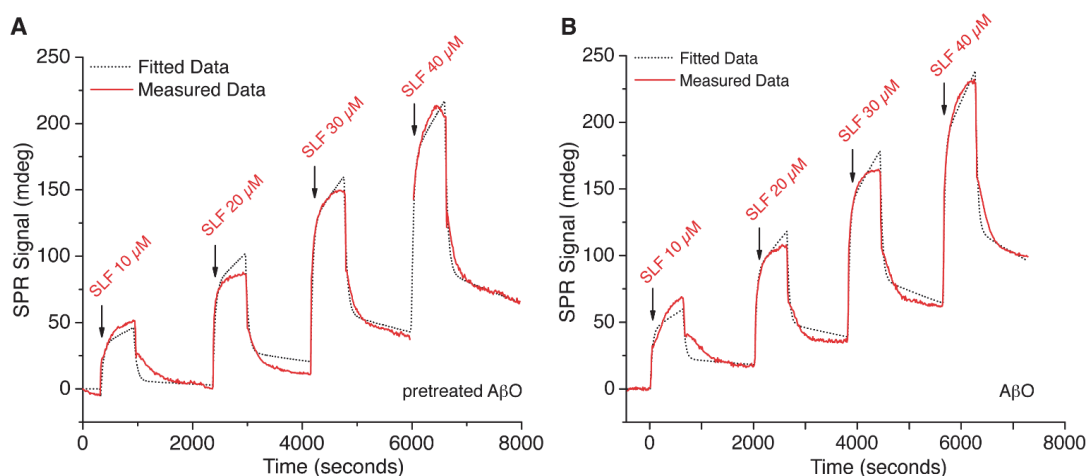 A
250
200
150
100
50
0
SPR Signal (mdeg)
Fitted Data
Measured Data
SLF 10 µM
SLF 20 µM
SLF 30 µM
SLF 40 µM
pretreated AβO
0
2000
4000
6000
8000
Time (seconds)
B
250
200
150
100
50
0
SPR Signal (mdeg)
Fitted Data
Measured Data
SLF 10 µM
SLF 20 µM
SLF 30 µM
SLF 40 µM
AβO
0
2000
4000
6000
8000
Time (seconds)